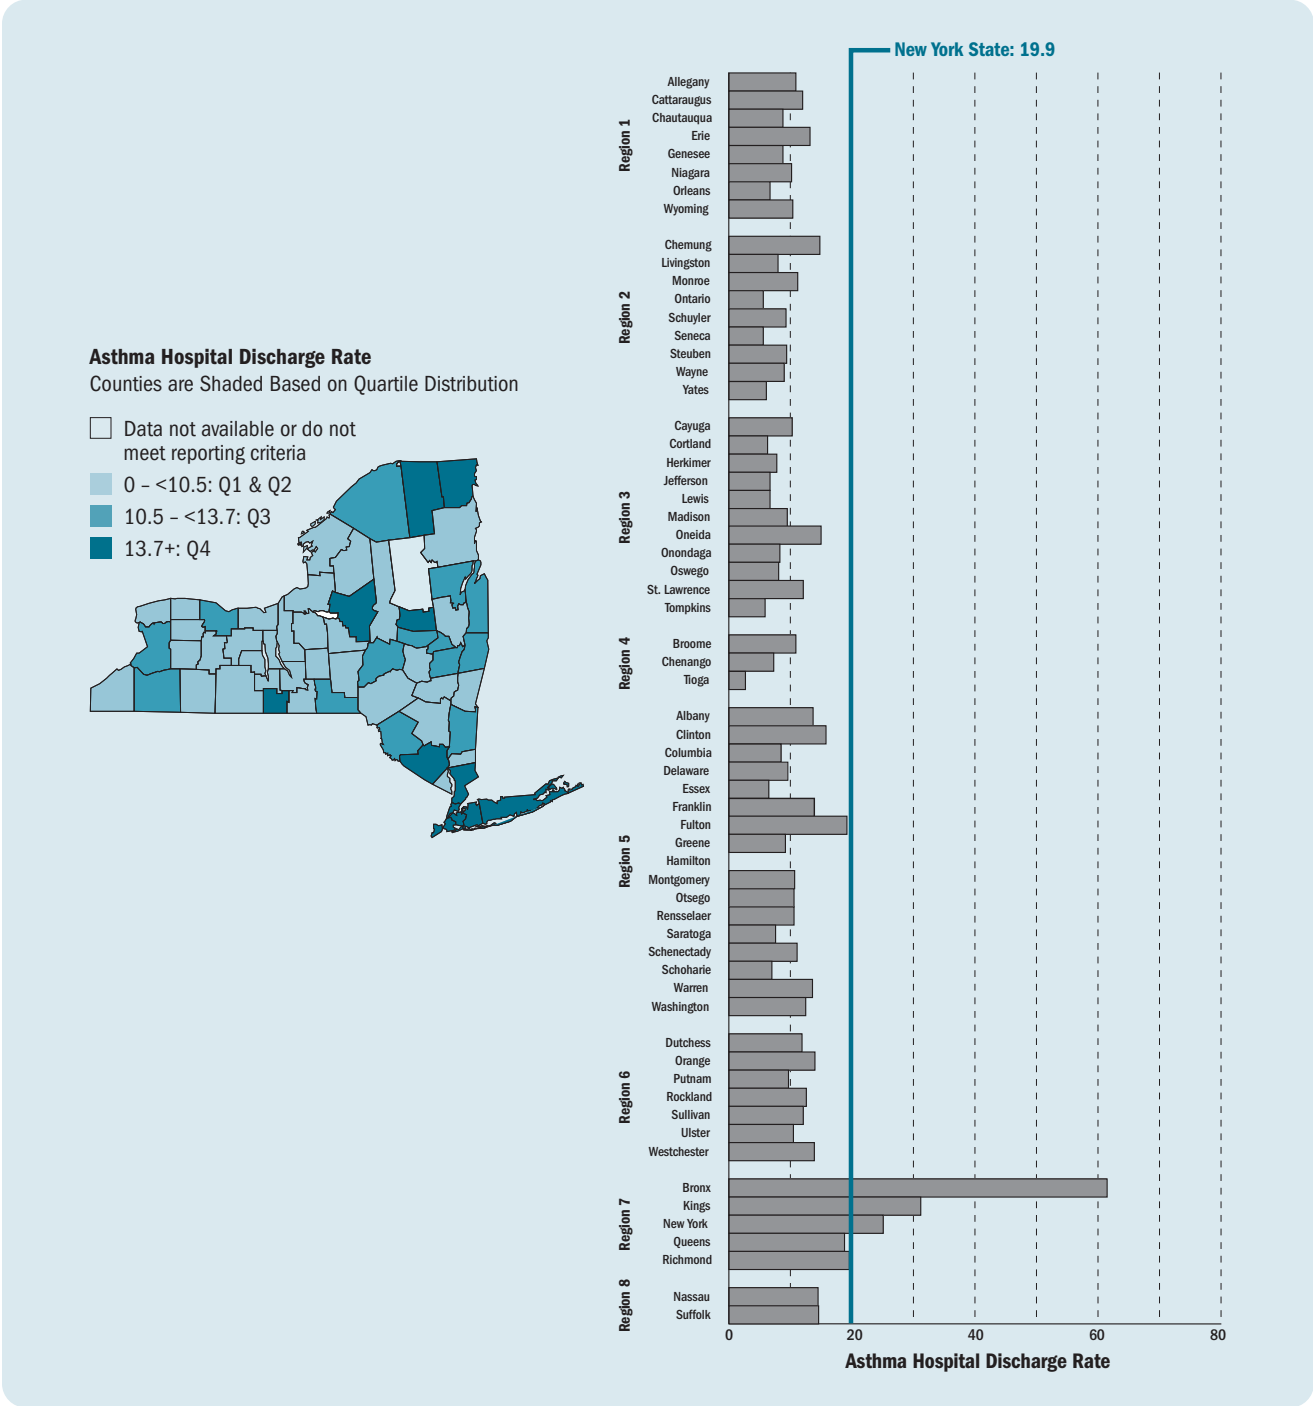 New York State: 19.9
Asthma Hospital Discharge Rate
Counties are Shaded Based on Quartile Distribution
Data not available or do not
meet reporting criteria
0 – <10.5: Q1 & Q2
10.5 – <13.7: Q3
13.7+: Q4
Region 1
Allegany
Cattaraugus
Chautauqua
Erie
Genesee
Niagara
Orleans
Wyoming
Region 2
Chemung
Livingston
Monroe
Ontario
Schuyler
Seneca
Steuben
Wayne
Yates
Region 3
Cayuga
Cortland
Herkimer
Jefferson
Lewis
Madison
Oneida
Onondaga
Oswego
St. Lawrence
Tompkins
Region 4
Broome
Chenango
Tioga
Region 5
Albany
Clinton
Columbia
Delaware
Essex
Franklin
Fulton
Greene
Hamilton
Montgomery
Otsego
Rensselaer
Saratoga
Schenectady
Schoharie
Warren
Washington
Region 6
Dutchess
Orange
Putnam
Rockland
Sullivan
Ulster
Westchester
Region 7
Bronx
Kings
New York
Queens
Richmond
Region 8
Nassau
Suffolk
0 20 40 60 80
Asthma Hospital Discharge Rate